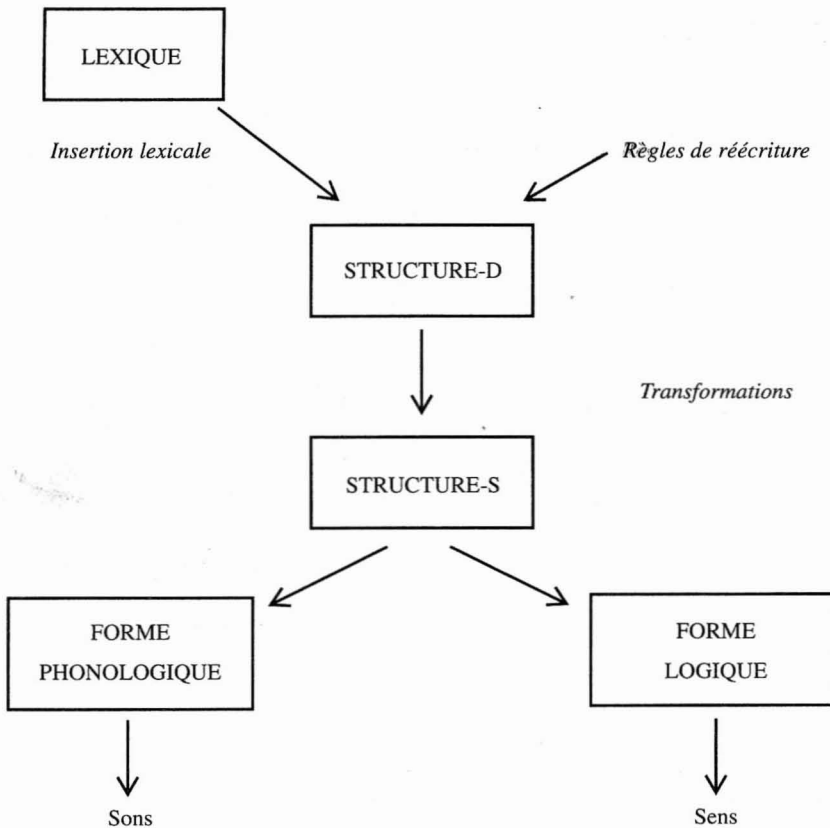 LEXIQUE
Insertion lexicale
Règles de réécriture
STRUCTURE-D
Transformations
STRUCTURE-S
FORME
PHONOLOGIQUE
FORME
LOGIQUE
Sons
Sens